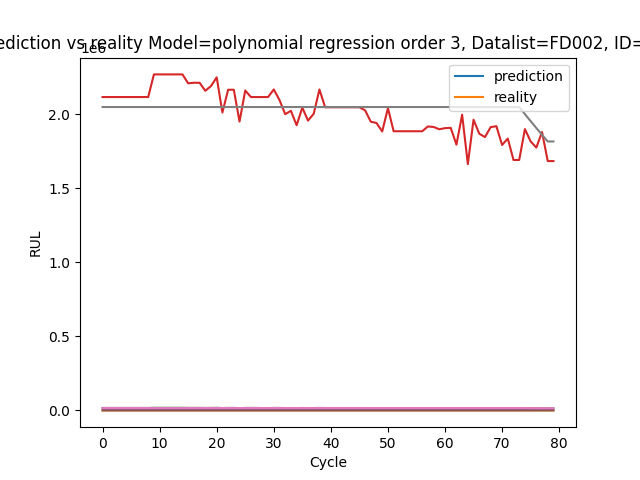 ediction vs reality Model=polynomial regression order 3, Datalist=FD002, ID=
1e6
prediction
reality
2.0
1.5
1.0
0.5
0.0
RUL
0 10 20 30 40 50 60 70 80
Cycle